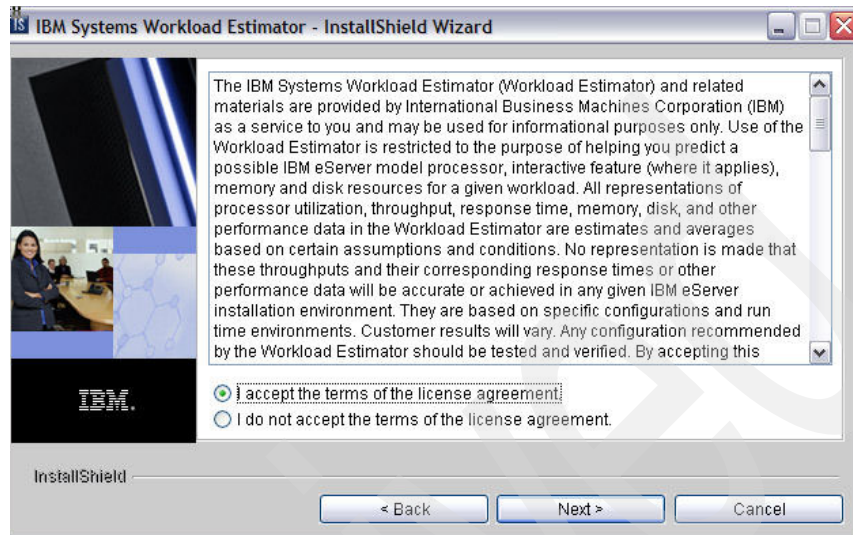 IBM Systems Workload Estimator - InstallShield Wizard
The IBM Systems Workload Estimator (Workload Estimator) and related
materials are provided by International Business Machines Corporation (IBM)
as a service to you and may be used for informational purposes only. Use of the
Workload Estimator is restricted to the purpose of helping you predict a
possible IBM eServer model processor, interactive feature (where it applies),
memory and disk resources for a given workload. All representations of
processor utilization, throughput, response time, memory, disk, and other
performance data in the Workload Estimator are estimates and averages
based on certain assumptions and conditions. No representation is made that
these throughputs and their corresponding response times or other
performance data will be accurate or achieved in any given IBM eServer
installation environment. They are based on specific configurations and run
time environments. Customer results will vary. Any configuration recommended
by the Workload Estimator should be tested and verified. By accepting this
IBM.
I accept the terms of the license agreement.
I do not accept the terms of the license agreement.
InstallShield
< Back
Next >
Cancel